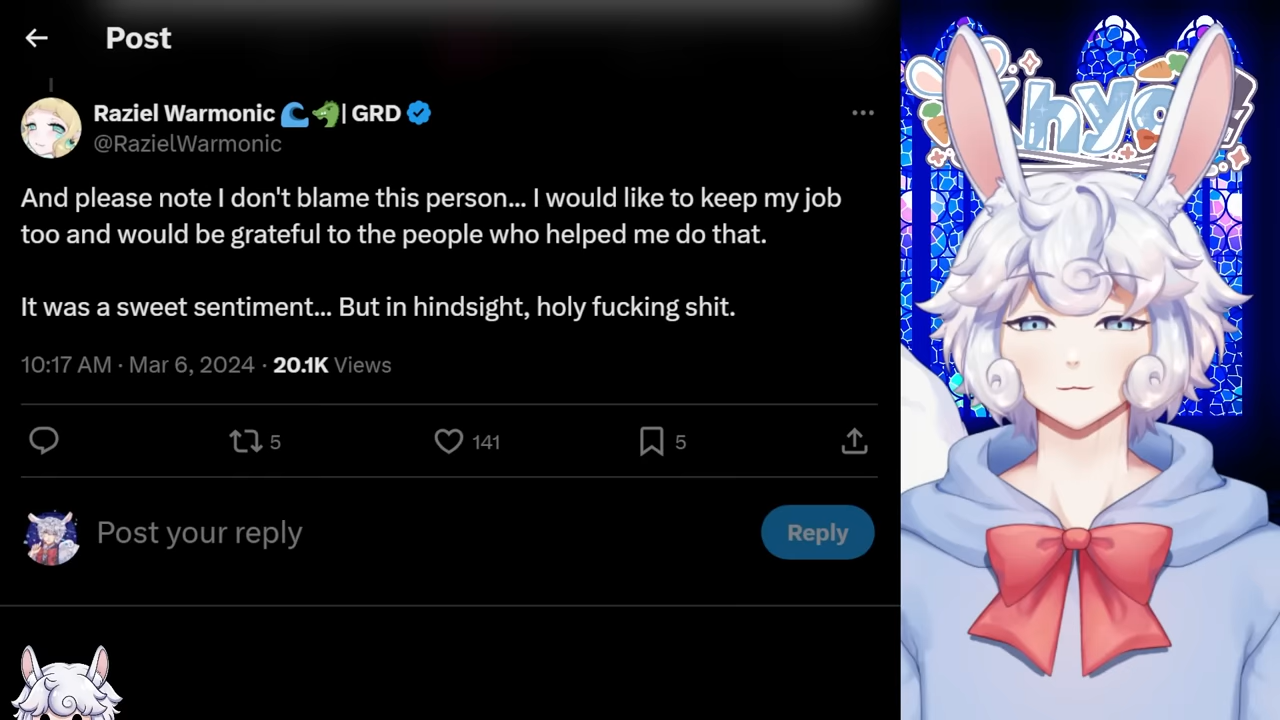 Post
Raziel Warmonic 🌊🐲| GRD
@RazielWarmonic
And please note I don't blame this person... I would like to keep my job
too and would be grateful to the people who helped me do that.
It was a sweet sentiment... But in hindsight, holy fucking shit.
10:17 AM · Mar 6, 2024 · 20.1K Views
5 141 5
Post your reply
Reply